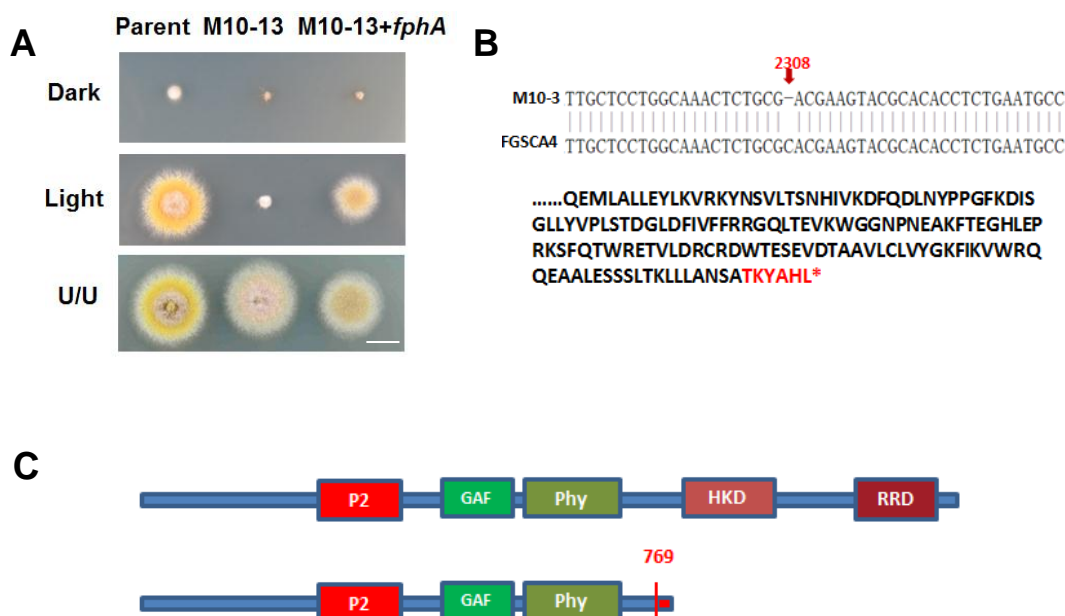 A
Parent M10-13 M10-13+fphA
Dark
Light
U/U
B
2308
M10-3 TTGCTCCTGGCAAACTCTGCG-ACGAAGTACGCACACCTCTGAATGCC
FGSCA4 TTGCTCCTGGCAAACTCTGCGCACGAAGTACGCACACCTCTGAATGCC
......QEMLALLEYLKVRKYNSVLTSNHIVKDFQDLNYPPGFKDIS
GLLYVPLSTDGLDFIVFFRRGQLTEVKWGGNPNEAKFTEGHLEP
RKSFQTWRETVLDRCRDWTESEVDTAAVLCLVYGKFIKVWRQ
QEAALESSSLTKLLLANSATKYAHL*
C
P2 GAF Phy HKD RRD
769
P2 GAF Phy